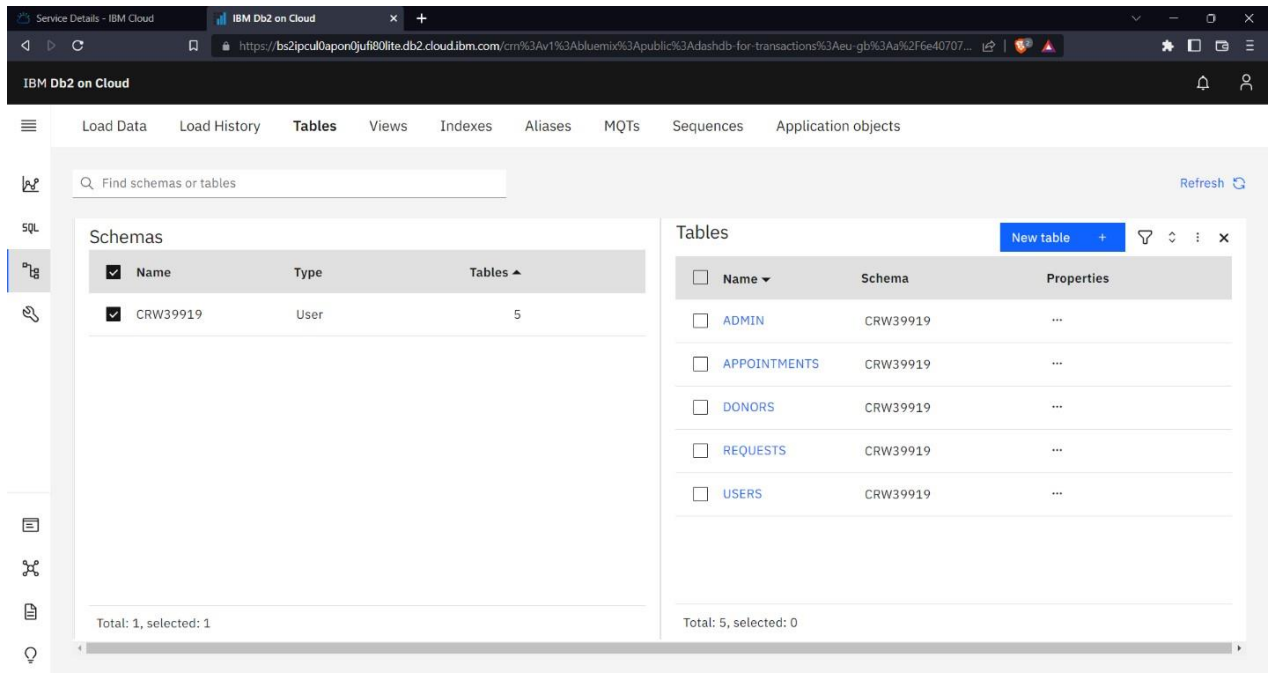 Service Details - IBM Cloud
IBM Db2 on Cloud
https://bs2ipcul0apon0jufi80lite.db2.cloud.ibm.com/crn%3Av1%3Abluemix%3Apublic%3Adashdb-for-transactions%3Aeu-gb%3Aa%2F6e40707...
IBM Db2 on Cloud
Load Data Load History Tables Views Indexes Aliases MQTs Sequences Application objects
Find schemas or tables
Refresh
SQL
Schemas
Name Type Tables
CRW39919 User 5
Total: 1, selected: 1
Tables
New table +
Name Schema Properties
ADMIN CRW39919 ...
APPOINTMENTS CRW39919 ...
DONORS CRW39919 ...
REQUESTS CRW39919 ...
USERS CRW39919 ...
Total: 5, selected: 0